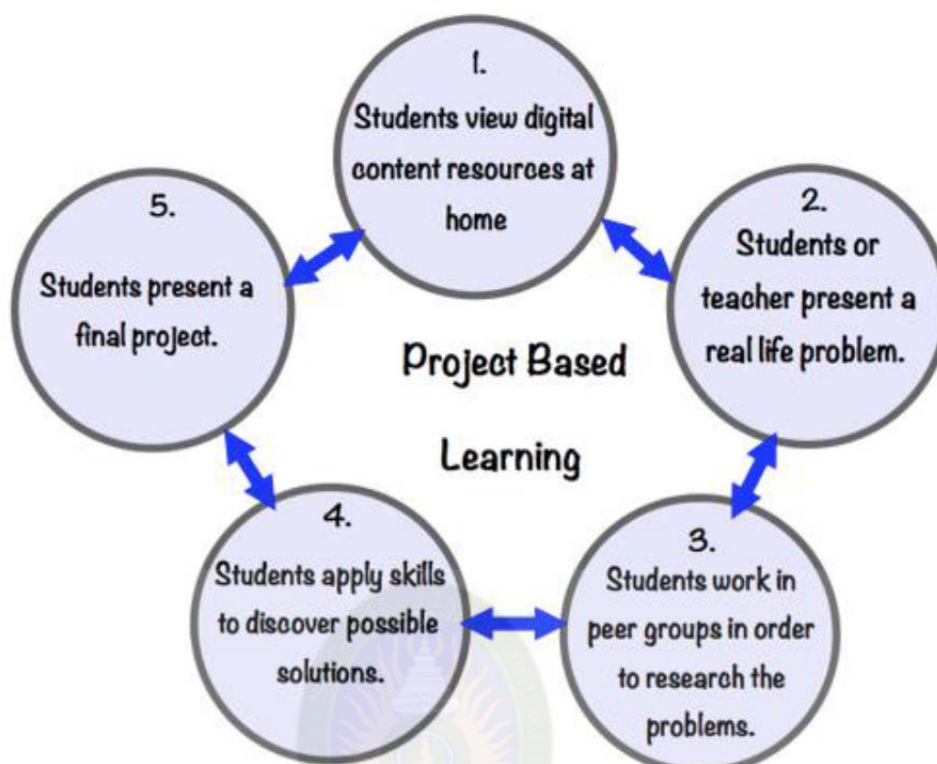 1.
Students view digital
content resources at
home
2.
Students or
teacher present a
real life problem.
3.
Students work in
peer groups in order
to research the
problems.
4.
Students apply skills
to discover possible
solutions.
5.
Students present a
final project.
Project Based
Learning